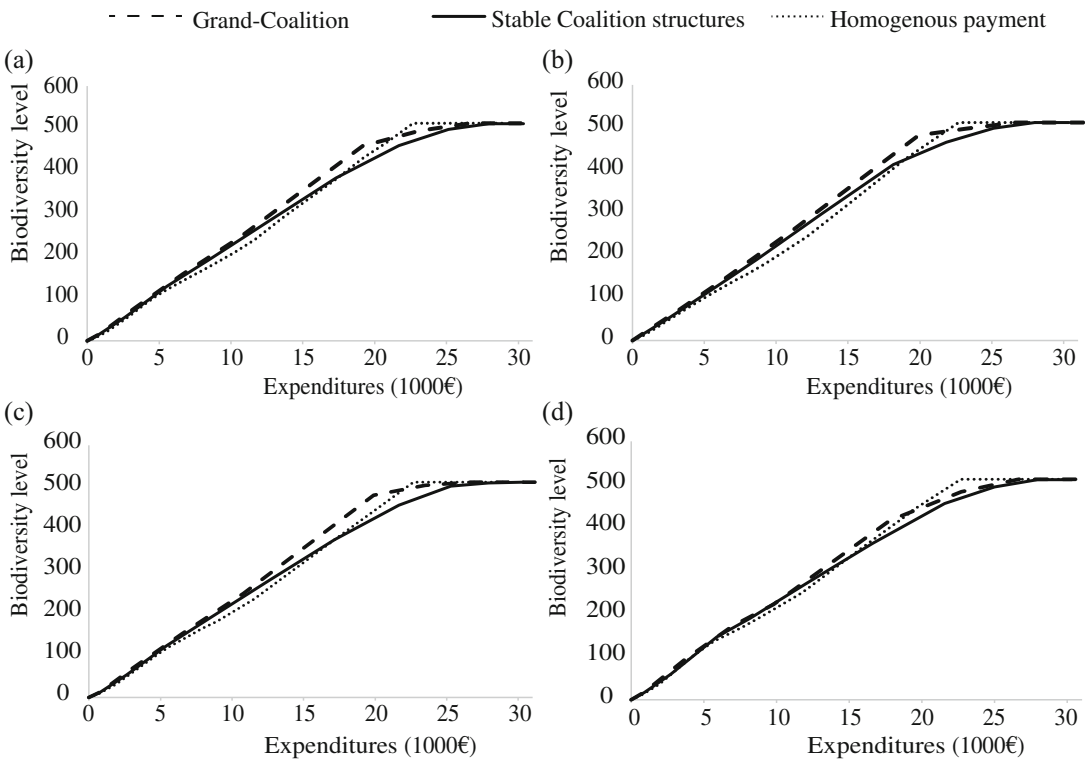 Grand-Coalition Stable Coalition structures Homogenous payment
(a)
Biodiversity level
600
500
400
300
200
100
0
0 5 10 15 20 25 30
Expenditures (1000€)
(b)
Biodiversity level
600
500
400
300
200
100
0
0 5 10 15 20 25 30
Expenditures (1000€)
(c)
Biodiversity level
600
500
400
300
200
100
0
0 5 10 15 20 25 30
Expenditures (1000€)
(d)
Biodiversity level
600
500
400
300
200
100
0
0 5 10 15 20 25 30
Expenditures (1000€)